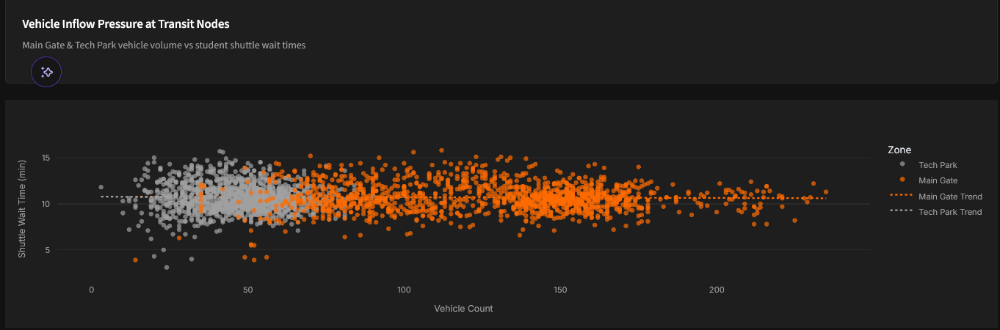 Vehicle Inflow Pressure at Transit Nodes
Main Gate & Tech Park vehicle volume vs student shuttle wait times
Shuttle Wait Time (min)
15
10
5
0
50
100
150
200
Vehicle Count
Zone
Tech Park
Main Gate
Main Gate Trend
Tech Park Trend